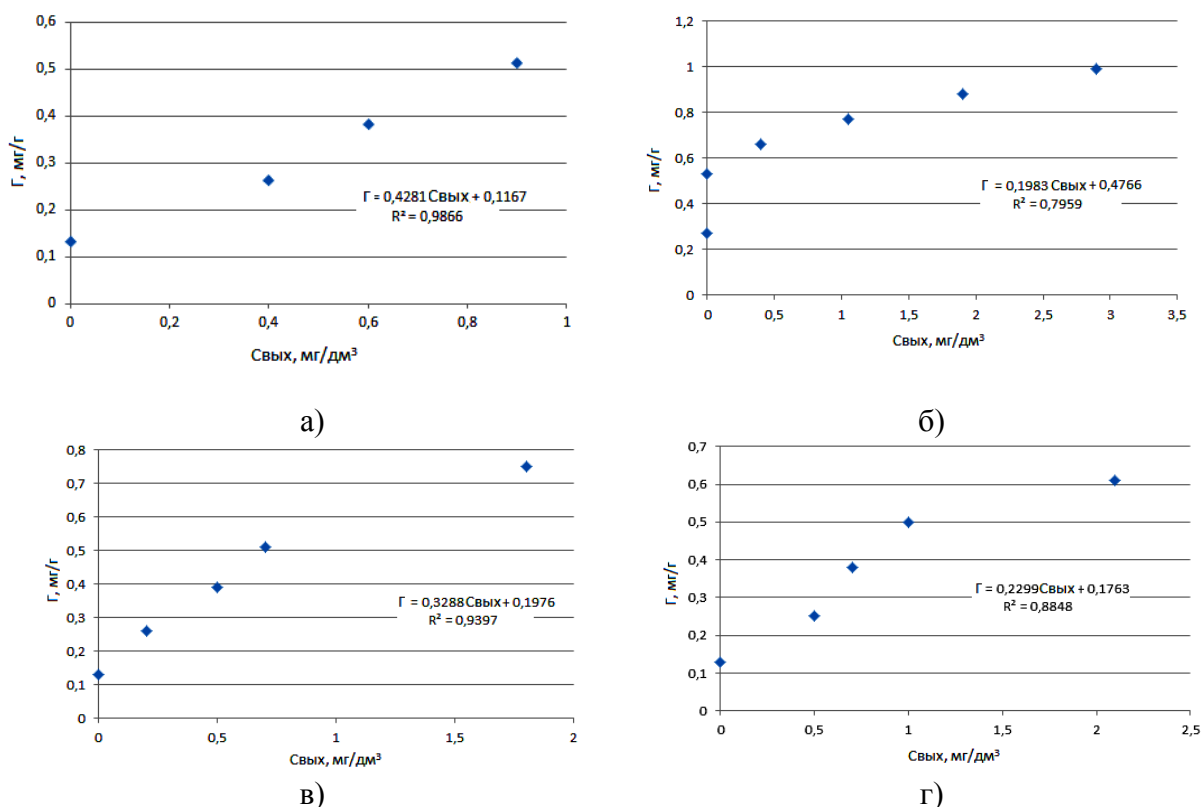 0,6
0,5
0,4
0,3
0,2
0,1
0
Г, мг/г
Г = 0,4281 Свых + 0,1167
R² = 0,9866
0 0,2 0,4 0,6 0,8 1
Свых, мг/дм³
а)
1,2
1
0,8
0,6
0,4
0,2
0
Г, мг/г
Г = 0,1983 Свых + 0,4766
R² = 0,7959
0 0,5 1 1,5 2 2,5 3 3,5
Свых, мг/дм³
б)
0,8
0,7
0,6
0,5
0,4
0,3
0,2
0,1
0
Г, мг/г
Г = 0,3288 Свых + 0,1976
R² = 0,9397
0 0,5 1 1,5 2
Свых, мг/дм³
в)
0,7
0,6
0,5
0,4
0,3
0,2
0,1
0
Г, мг/г
Г = 0,2299Свых + 0,1763
R² = 0,8848
0 0,5 1 1,5 2 2,5
Свых, мг/дм³
г)